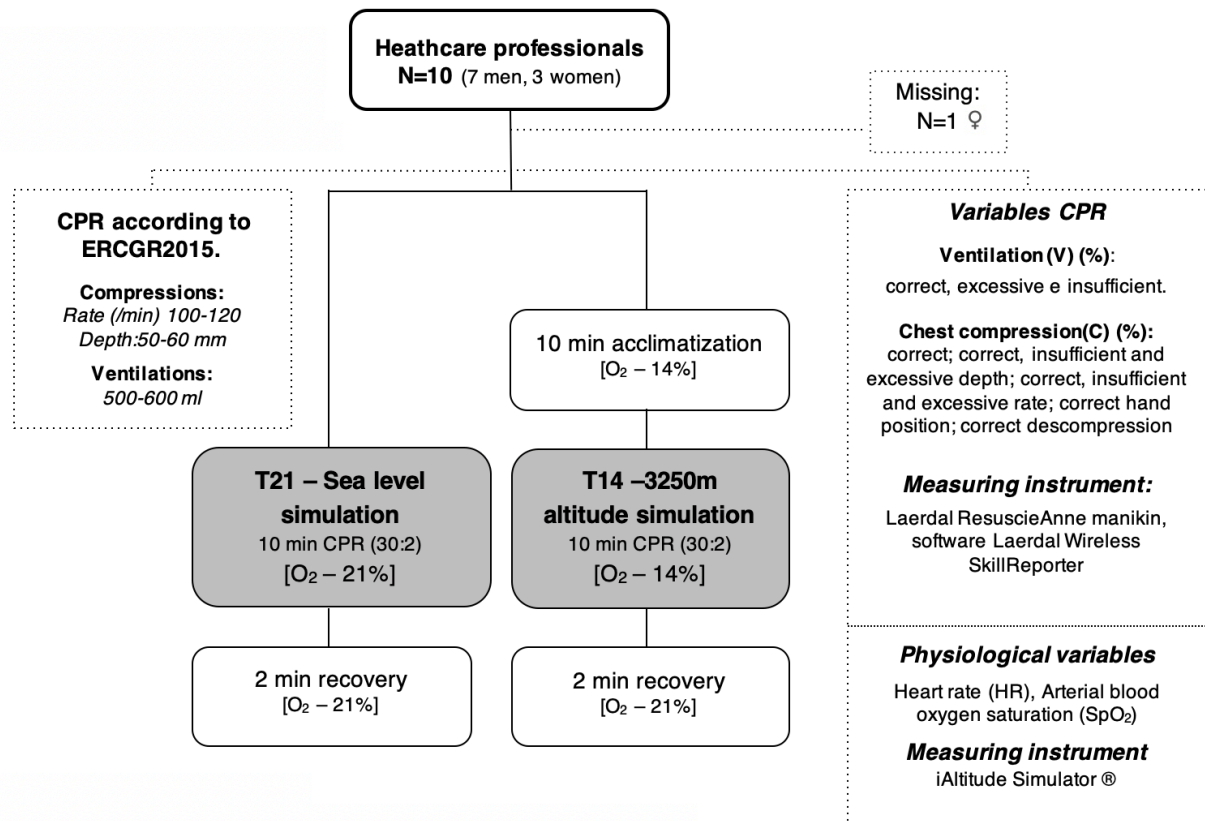 Heathcare professionals
N=10 (7 men, 3 women)
Missing:
N=1 ♀
CPR according to
ERCGR2015.
Compressions:
Rate (/min) 100-120
Depth:50-60 mm
Ventilations:
500-600 ml
10 min acclimatization
[O₂ – 14%]
T21 – Sea level
simulation
10 min CPR (30:2)
[O₂ – 21%]
T14 –3250m
altitude simulation
10 min CPR (30:2)
[O₂ – 14%]
2 min recovery
[O₂ – 21%]
2 min recovery
[O₂ – 21%]
Variables CPR
Ventilation (V) (%):
correct, excessive e insufficient.
Chest compression(C) (%):
correct; correct, insufficient and
excessive depth; correct, insufficient
and excessive rate; correct hand
position; correct descompression
Measuring instrument:
Laerdal ResuscieAnne manikin,
software Laerdal Wireless
SkillReporter
Physiological variables
Heart rate (HR), Arterial blood
oxygen saturation (SpO₂)
Measuring instrument
iAltitude Simulator ®